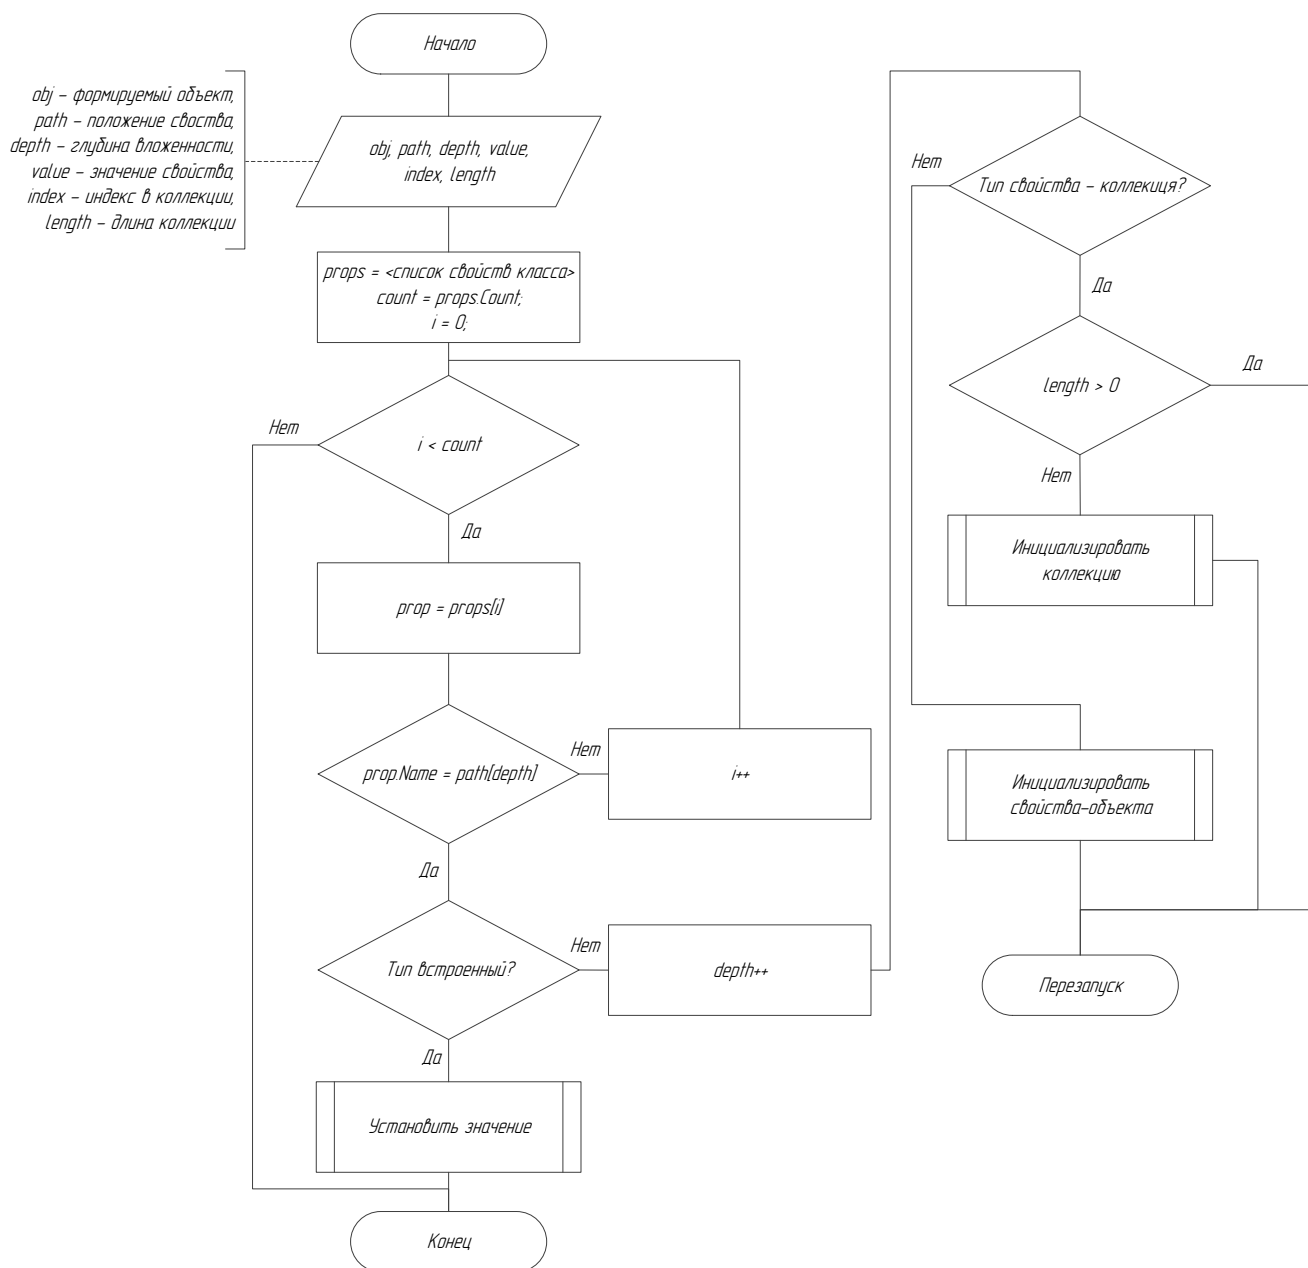 Начало
obj – формируемый объект,
path – положение своства,
depth – глубина вложенности,
value – значение свойства,
index – индекс в коллекции,
length – длина коллекции
obj, path, depth, value,
index, length
props = <список свойств класса>
count = props.Count;
i = 0;
Нет
i < count
Да
prop = props[i]
prop.Name = path[depth]
Нет
i++
Да
Тип встроенный?
Нет
depth++
Да
Установить значение
Конец
Нет
Тип свойства – коллекиця?
Да
length > 0
Да
Нет
Инициализировать
коллекцию
Инициализировать
свойства-объекта
Перезапуск